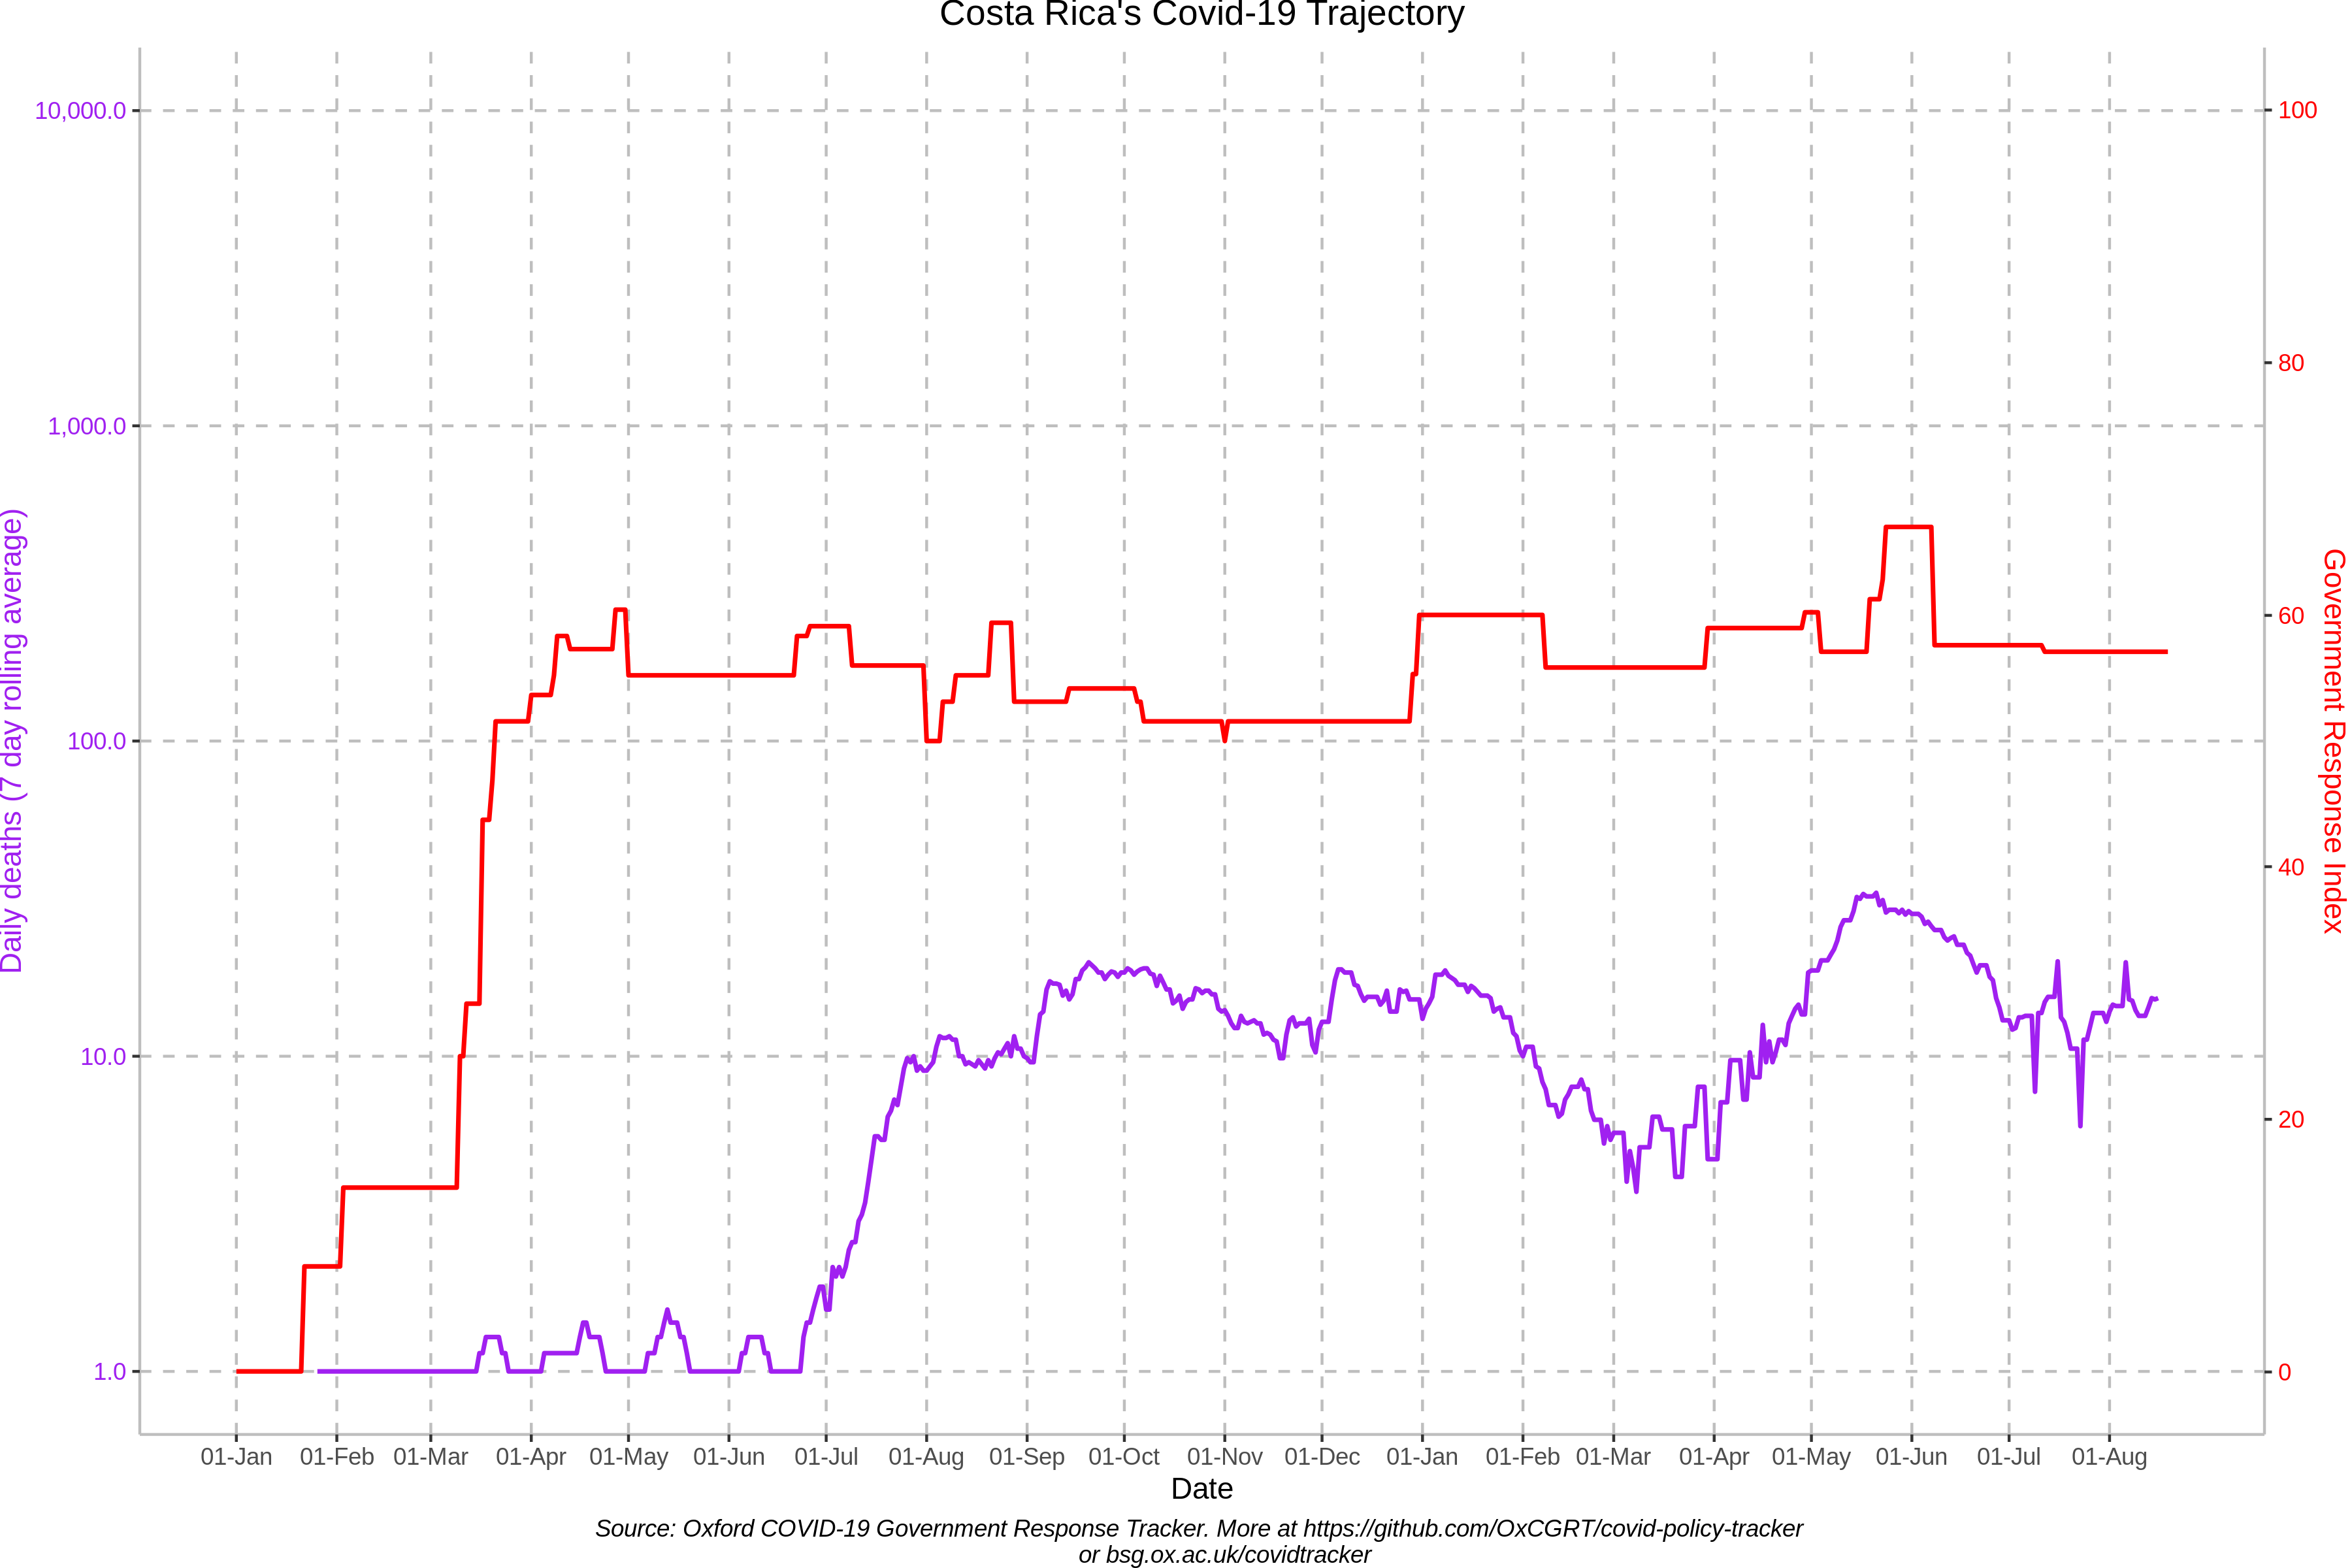 Costa Rica's Covid-19 Trajectory
10,000.0
1,000.0
100.0
10.0
1.0
Daily deaths (7 day rolling average)
100
80
60
40
20
0
Government Response Index
01-Jan 01-Feb 01-Mar 01-Apr 01-May 01-Jun 01-Jul 01-Aug 01-Sep 01-Oct 01-Nov 01-Dec 01-Jan 01-Feb 01-Mar 01-Apr 01-May 01-Jun 01-Jul 01-Aug
Date
Source: Oxford COVID-19 Government Response Tracker. More at https://github.com/OxCGRT/covid-policy-tracker
or bsg.ox.ac.uk/covidtracker